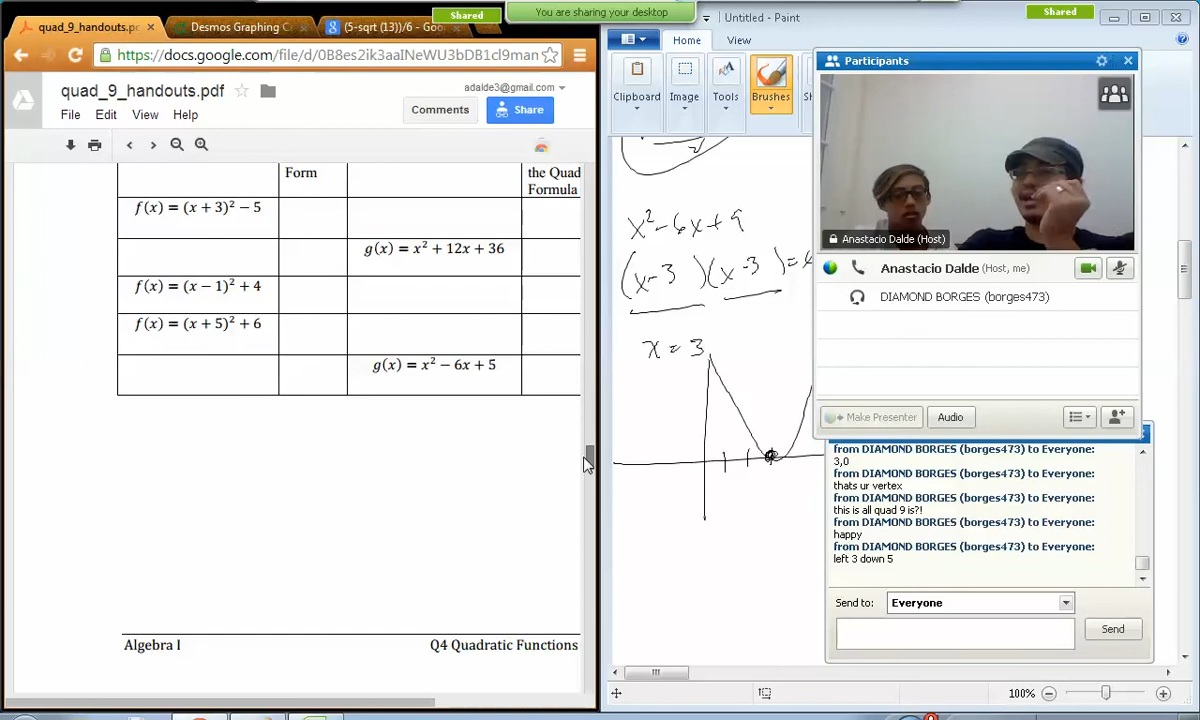 quad_9_handouts.pc
Desmos Graphing C
(5-sqrt (13))/6 - Goo
Shared
You are sharing your desktop
Untitled - Paint
Shared
https://docs.google.com/file/d/0B8es2ik3aaINeWU3bDB1cl9man
quad_9_handouts.pdf
adalde3@gmail.com
File Edit View Help
Comments
Share
Home View
Clipboard
Image
Tools
Brushes
Form
the Quad
Formula
f(x) = (x + 3)² − 5
g(x) = x² + 12x + 36
f(x) = (x − 1)² + 4
f(x) = (x + 5)² + 6
g(x) = x² − 6x + 5
Algebra I
Q4 Quadratic Functions
x² - 6x + 9
(x - 3)(x - 3) =
x = 3
Participants
Anastacio Dalde (Host)
Anastacio Dalde (Host, me)
DIAMOND BORGES (borges473)
Make Presenter
Audio
from DIAMOND BORGES (borges473) to Everyone:
3,0
from DIAMOND BORGES (borges473) to Everyone:
thats ur vertex
from DIAMOND BORGES (borges473) to Everyone:
this is all quad 9 is?!
from DIAMOND BORGES (borges473) to Everyone:
happy
from DIAMOND BORGES (borges473) to Everyone:
left 3 down 5
Send to: Everyone
Send
100%